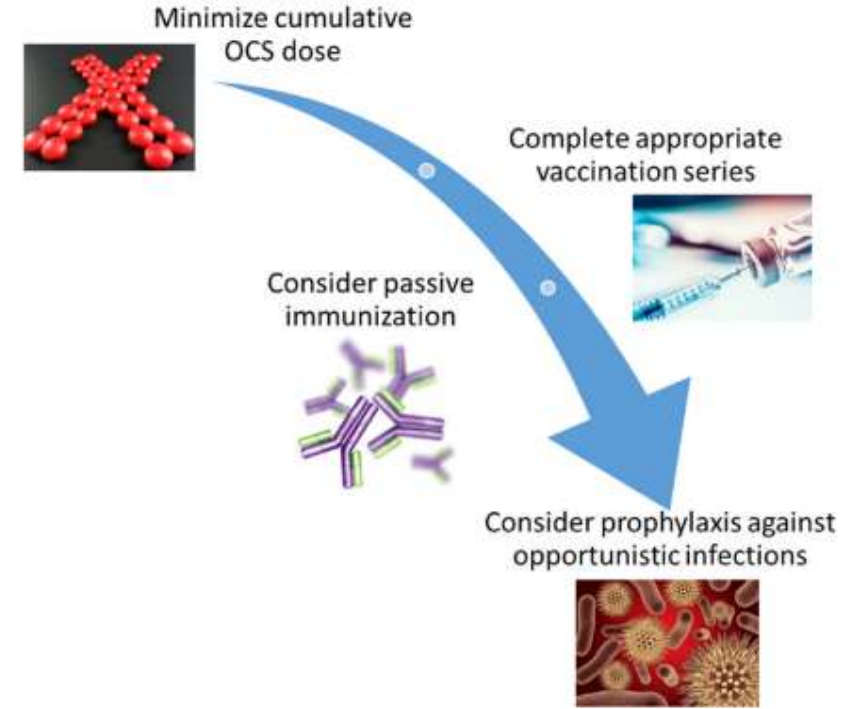 Minimize cumulative
OCS dose
Complete appropriate
vaccination series
Consider passive
immunization
Consider prophylaxis against
opportunistic infections